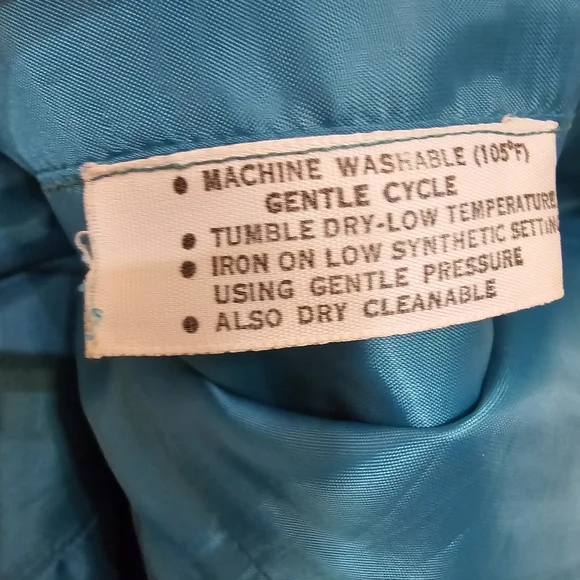 • MACHINE WASHABLE (105°F)
GENTLE CYCLE
• TUMBLE DRY-LOW TEMPERATURE
• IRON ON LOW SYNTHETIC SETTIN
USING GENTLE PRESSURE
• ALSO DRY CLEANABLE